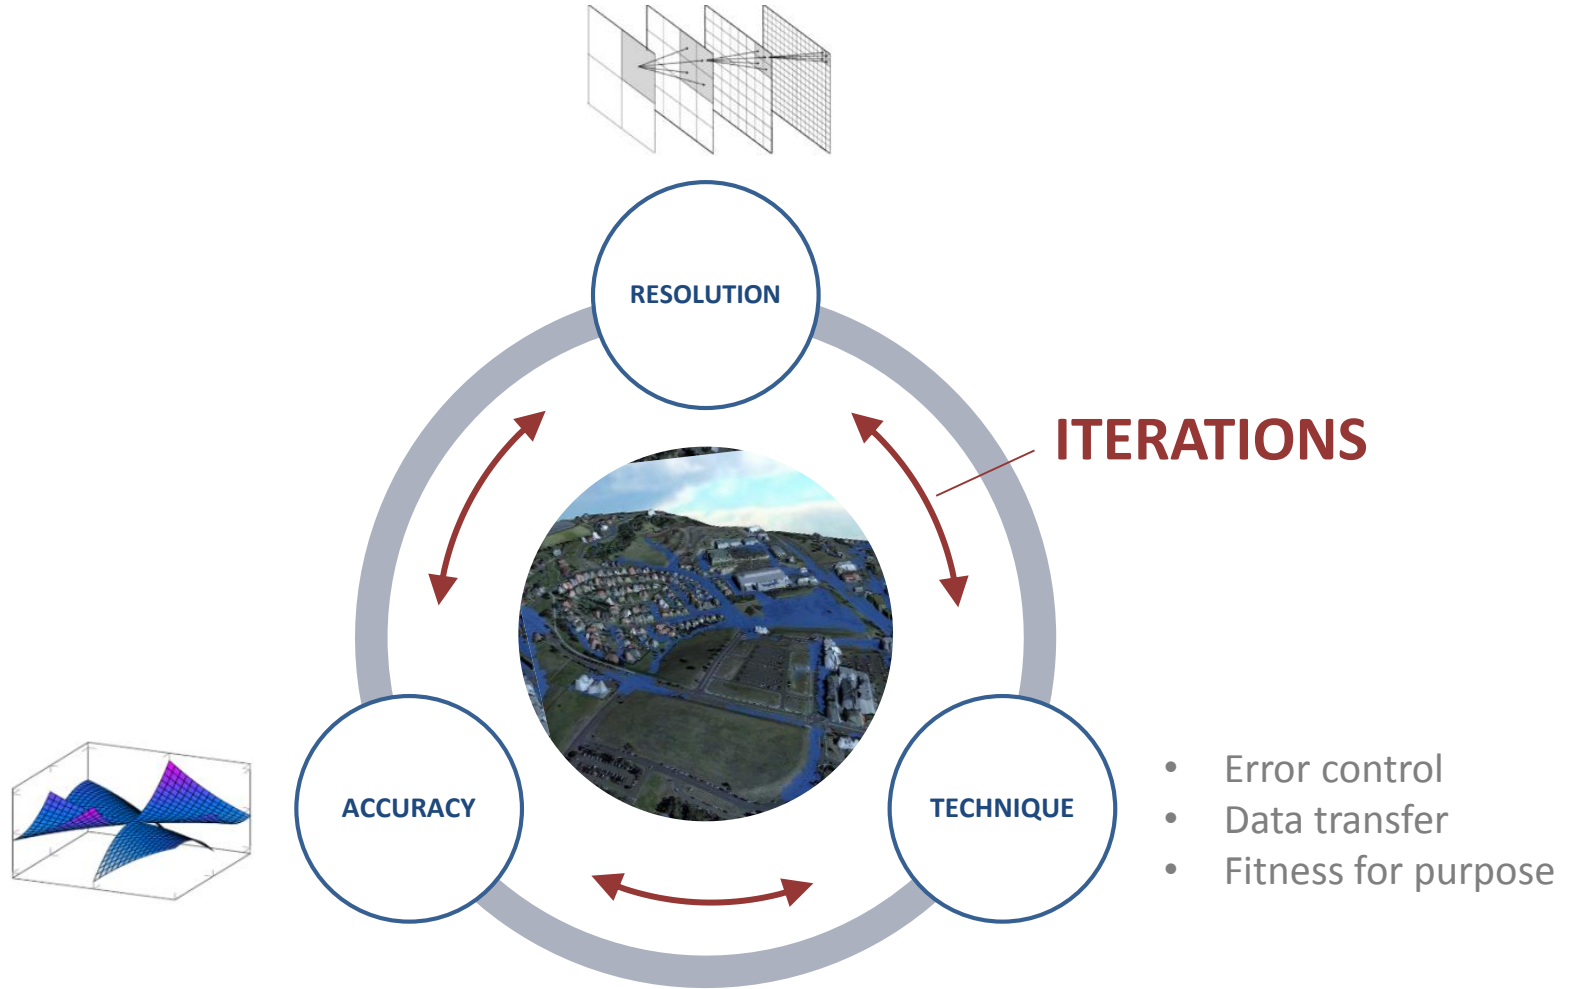 RESOLUTION
ITERATIONS
ACCURACY
TECHNIQUE
• Error control
• Data transfer
• Fitness for purpose